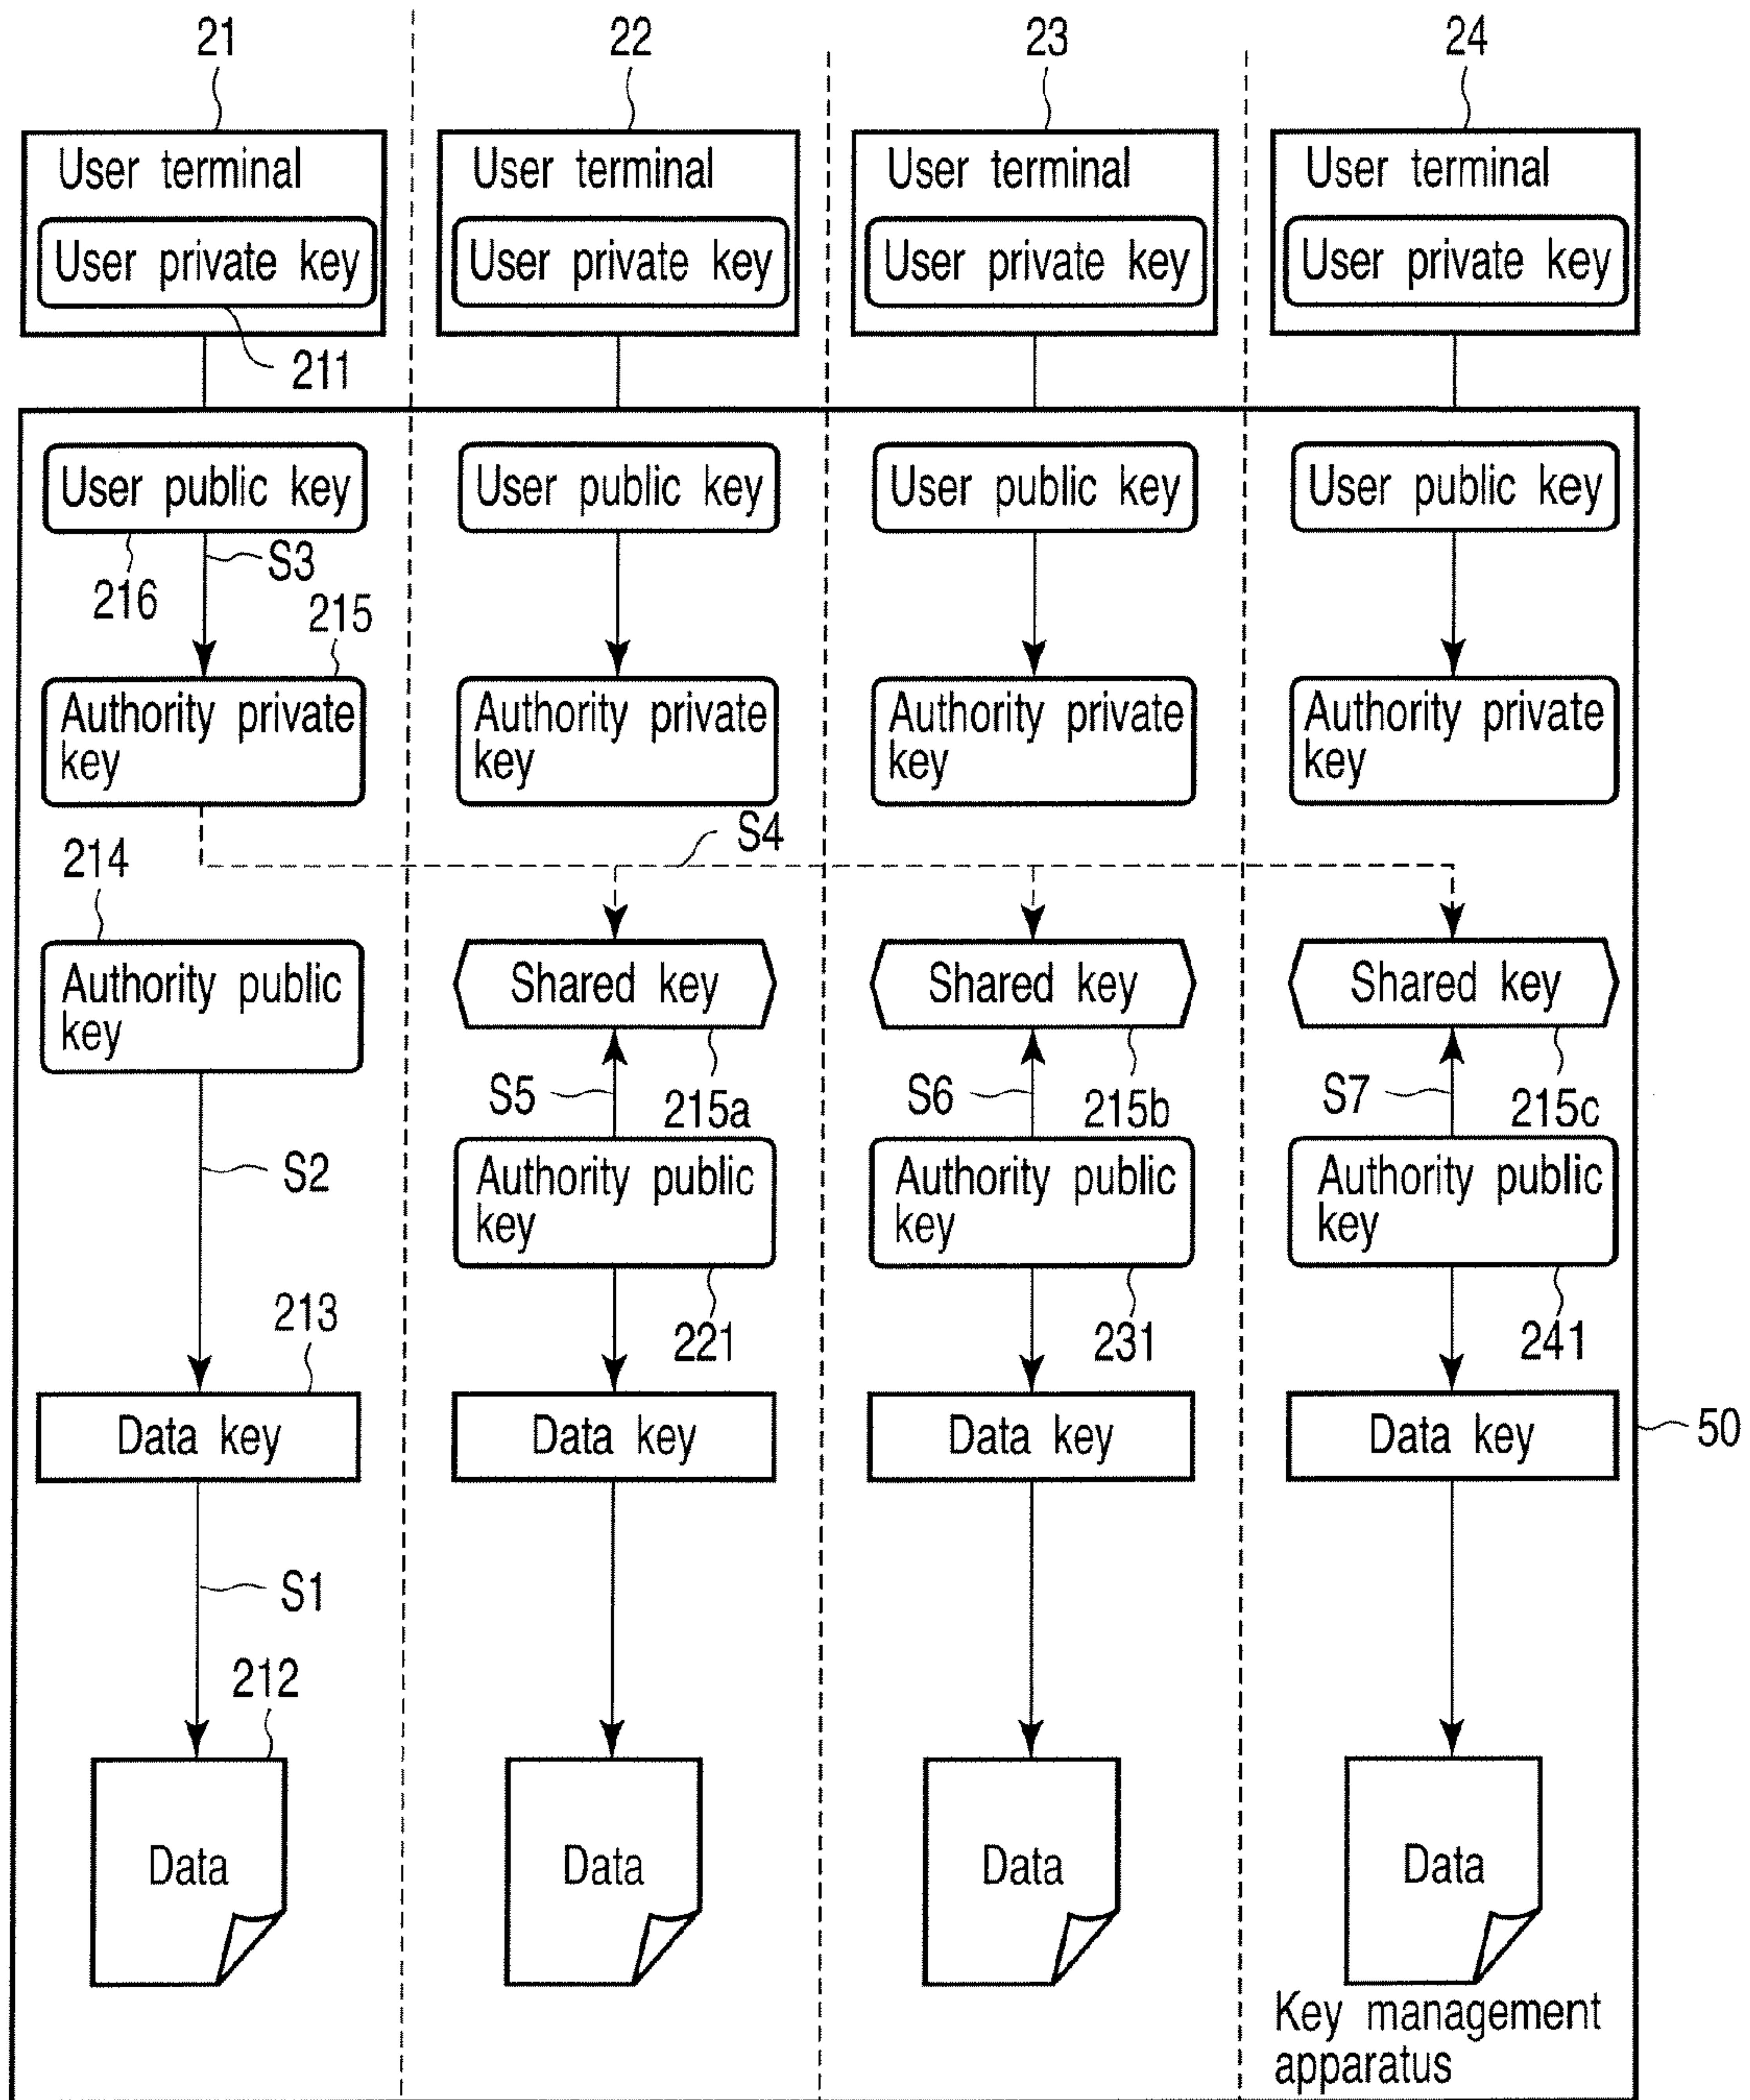 21
22
23
24
User terminal
User terminal
User terminal
User terminal
User private key
User private key
User private key
User private key
211
User public key
User public key
User public key
User public key
S3
216
215
Authority private
key
Authority private
key
Authority private
key
Authority private
key
S4
214
Authority public
key
Shared key
Shared key
Shared key
S5
215a
S6
215b
S7
215c
S2
Authority public
key
Authority public
key
Authority public
key
213
221
231
241
Data key
Data key
Data key
Data key
50
S1
212
Data
Data
Data
Data
Key management
apparatus